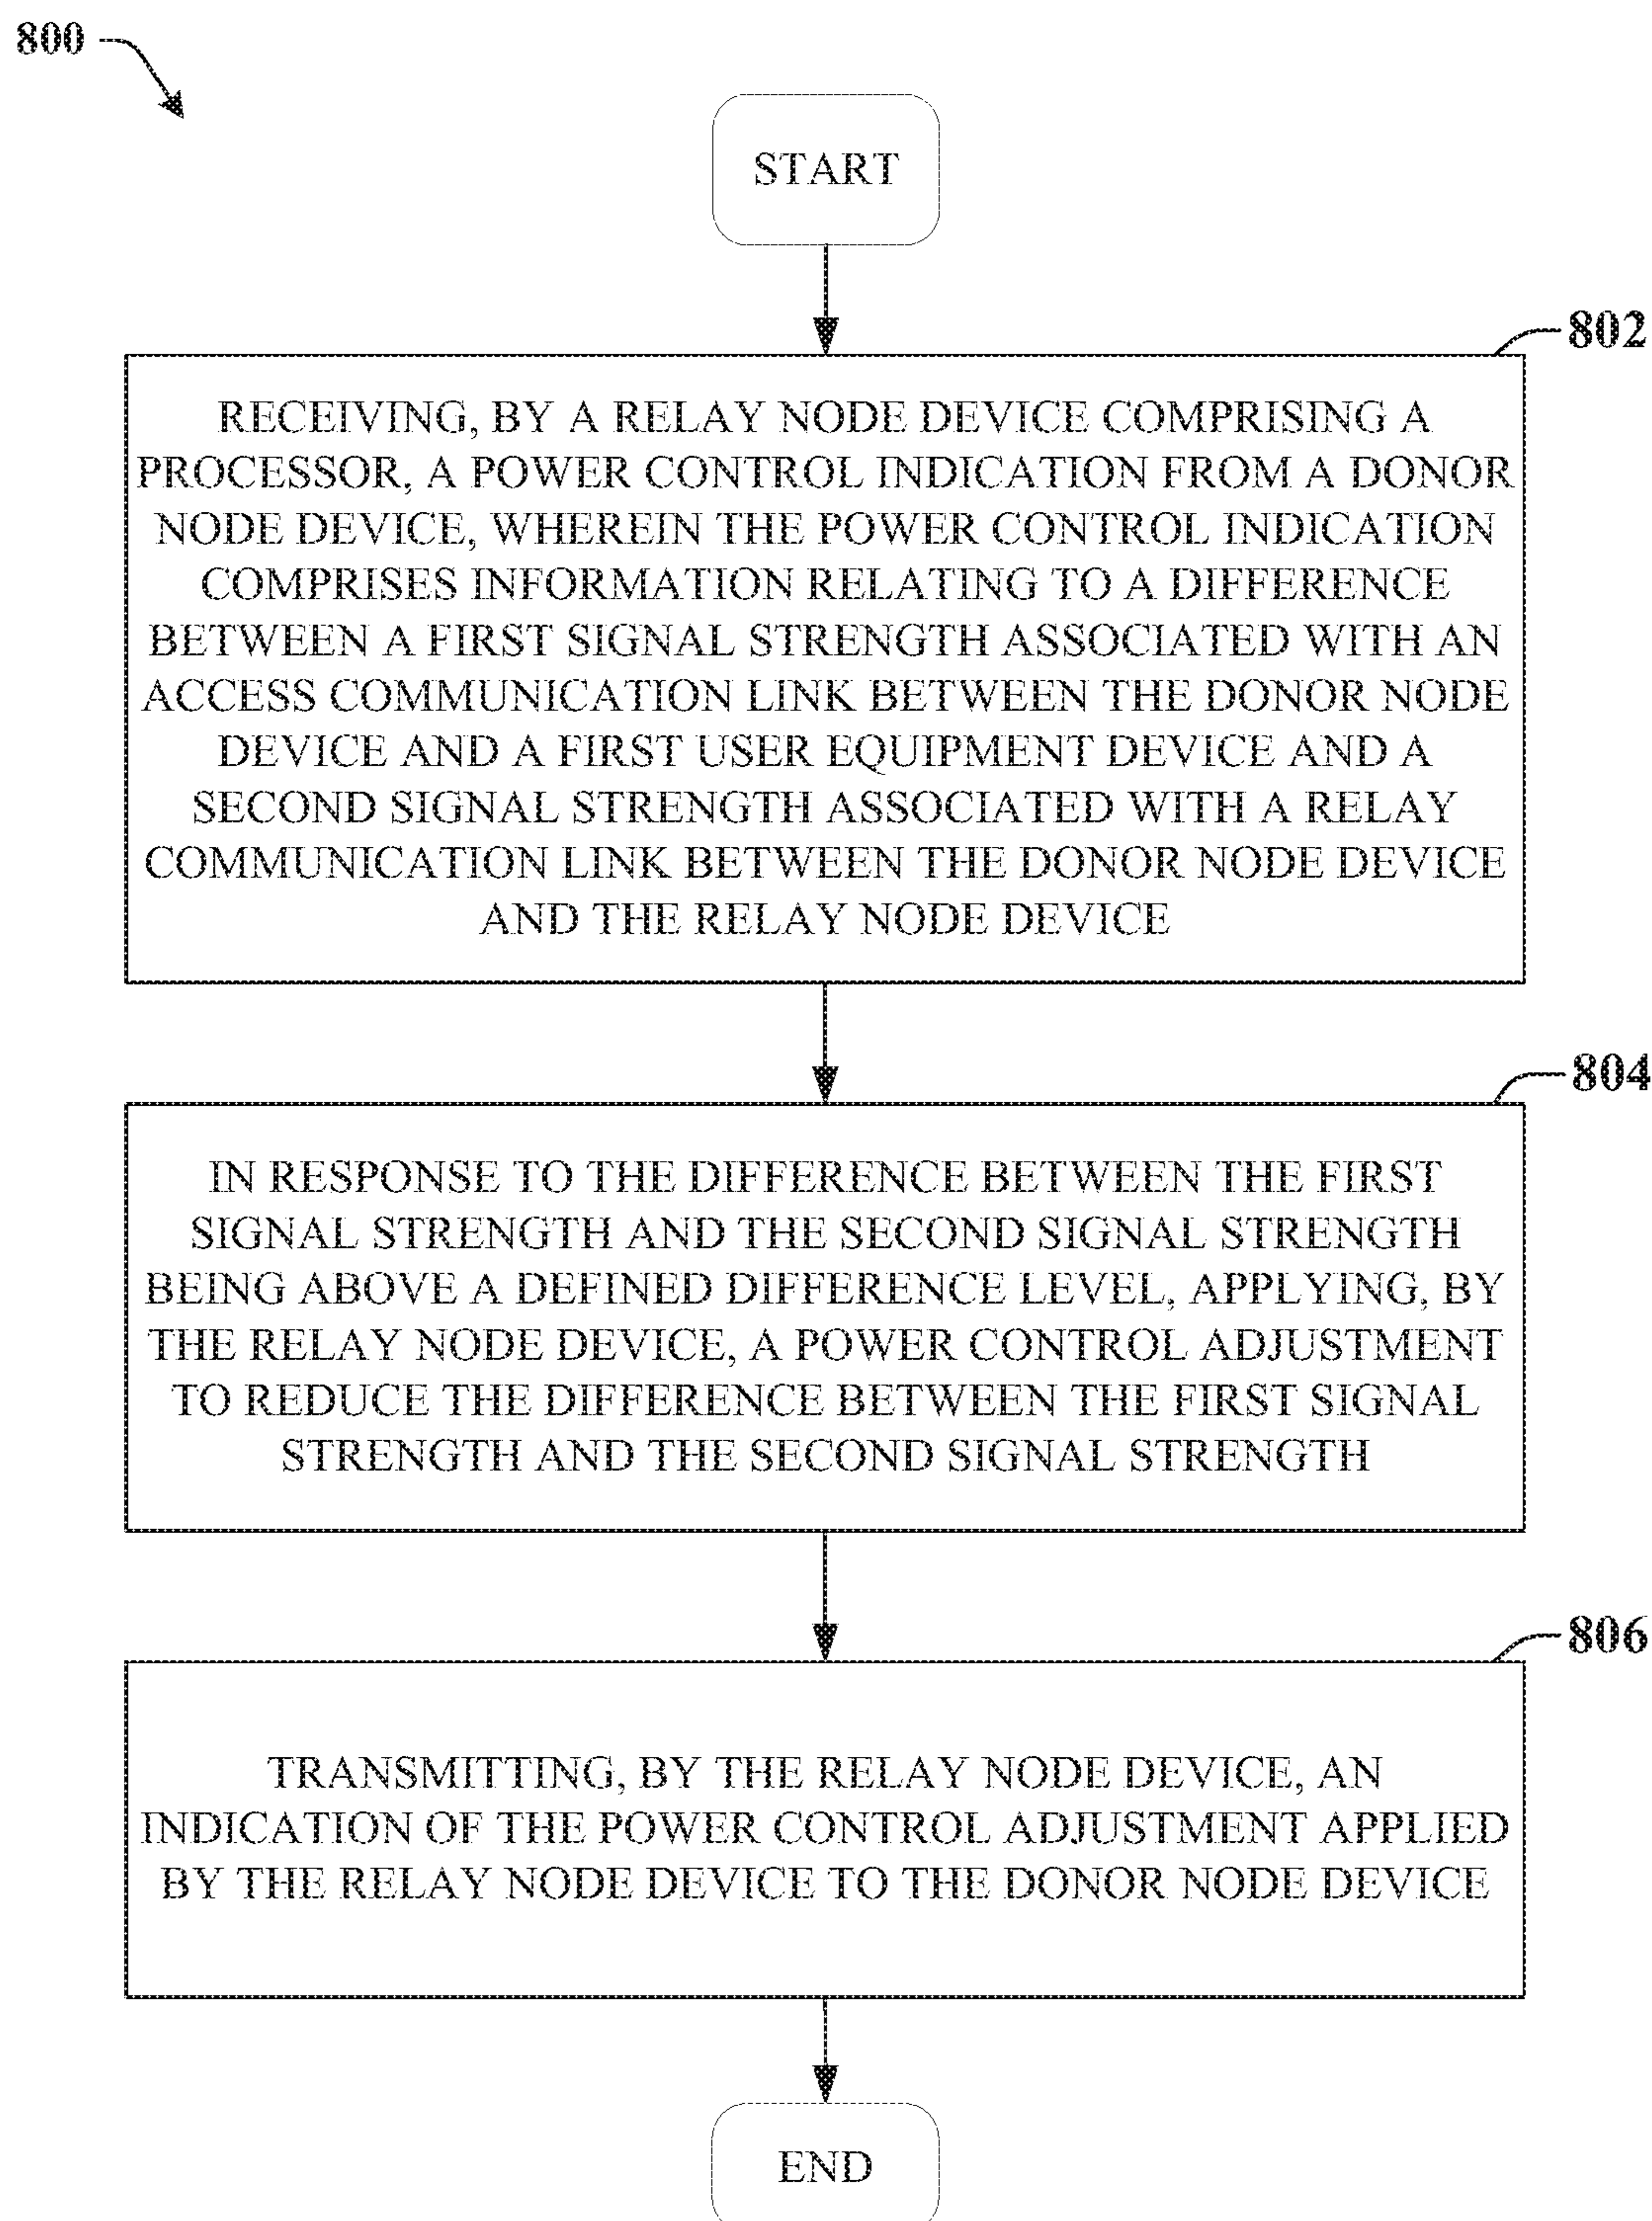 800
START
802
RECEIVING, BY A RELAY NODE DEVICE COMPRISING A
PROCESSOR, A POWER CONTROL INDICATION FROM A DONOR
NODE DEVICE, WHEREIN THE POWER CONTROL INDICATION
COMPRISES INFORMATION RELATING TO A DIFFERENCE
BETWEEN A FIRST SIGNAL STRENGTH ASSOCIATED WITH AN
ACCESS COMMUNICATION LINK BETWEEN THE DONOR NODE
DEVICE AND A FIRST USER EQUIPMENT DEVICE AND A
SECOND SIGNAL STRENGTH ASSOCIATED WITH A RELAY
COMMUNICATION LINK BETWEEN THE DONOR NODE DEVICE
AND THE RELAY NODE DEVICE
804
IN RESPONSE TO THE DIFFERENCE BETWEEN THE FIRST
SIGNAL STRENGTH AND THE SECOND SIGNAL STRENGTH
BEING ABOVE A DEFINED DIFFERENCE LEVEL, APPLYING, BY
THE RELAY NODE DEVICE, A POWER CONTROL ADJUSTMENT
TO REDUCE THE DIFFERENCE BETWEEN THE FIRST SIGNAL
STRENGTH AND THE SECOND SIGNAL STRENGTH
806
TRANSMITTING, BY THE RELAY NODE DEVICE, AN
INDICATION OF THE POWER CONTROL ADJUSTMENT APPLIED
BY THE RELAY NODE DEVICE TO THE DONOR NODE DEVICE
END